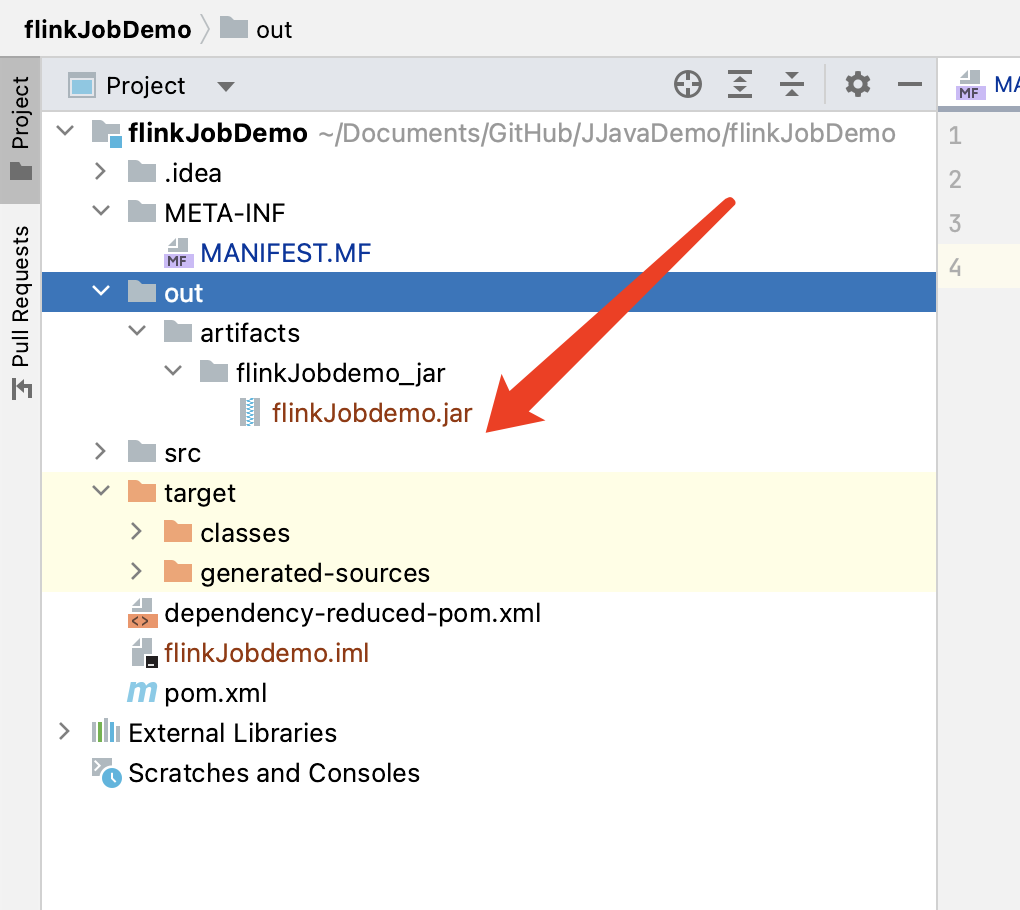 flinkJobDemo out
Project
Pull Requests
Project
MF MA
flinkJobDemo ~/Documents/GitHub/JJavaDemo/flinkJobDemo
1
.idea
2
META-INF
3
MF MANIFEST.MF
4
out
artifacts
flinkJobdemo_jar
flinkJobdemo.jar
src
target
classes
generated-sources
dependency-reduced-pom.xml
flinkJobdemo.iml
m pom.xml
External Libraries
Scratches and Consoles